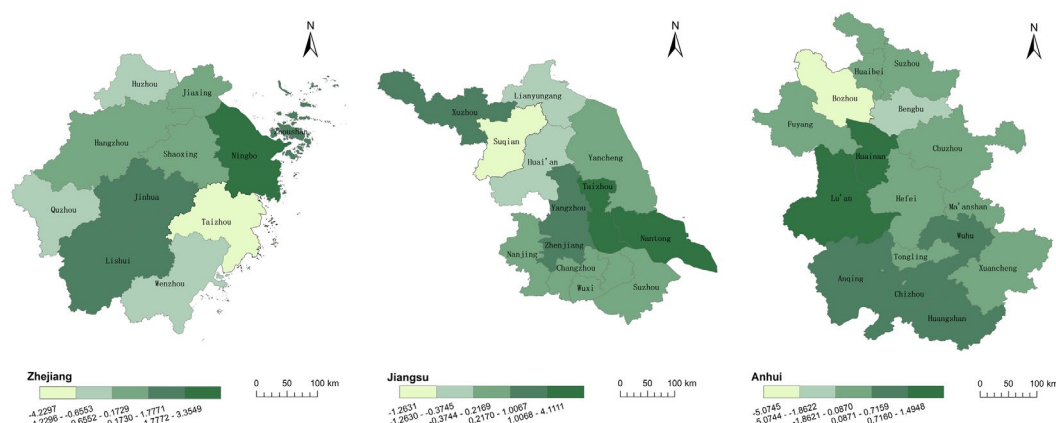 N
Huzhou
Jiaxing
Hangzhou
Shaoxing
Ningbo
Zhoushan
Jinhua
Quzhou
Taizhou
Lishui
Wenzhou
Zhejiang
-4.2297
-4.2296 - -0.6553
-0.6552 - 0.1729
0.1730 - 1.7771
1.7772 - 3.3549
0 50 100 km
N
Lianyungang
Xuzhou
Suqian
Huai'an
Yancheng
Taizhou
Yangzhou
Nantong
Zhenjiang
Nanjing
Changzhou
Wuxi
Suzhou
Jiangsu
-1.2631
-1.2630 - -0.3745
-0.3744 - 0.2169
0.2170 - 1.0067
1.0068 - 4.1111
0 50 100 km
N
Suzhou
Huaibei
Bozhou
Bengbu
Fuyang
Huainan
Chuzhou
Lu'an
Hefei
Ma'anshan
Wuhu
Tongling
Xuancheng
Anqing
Chizhou
Huangshan
Anhui
-5.0745
-5.0744 - -1.8622
-1.8621 - 0.0870
0.0871 - 0.7159
0.7160 - 1.4948
0 50 100 km